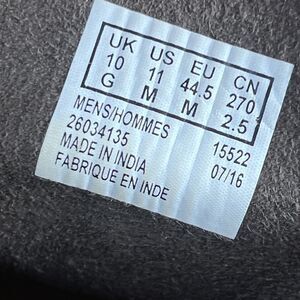 UK US EU CN
10 11 44.5 270
G M M 2.5
MENS/HOMMES
26034135 15522
MADE IN INDIA 07/16
FABRIQUE EN INDE